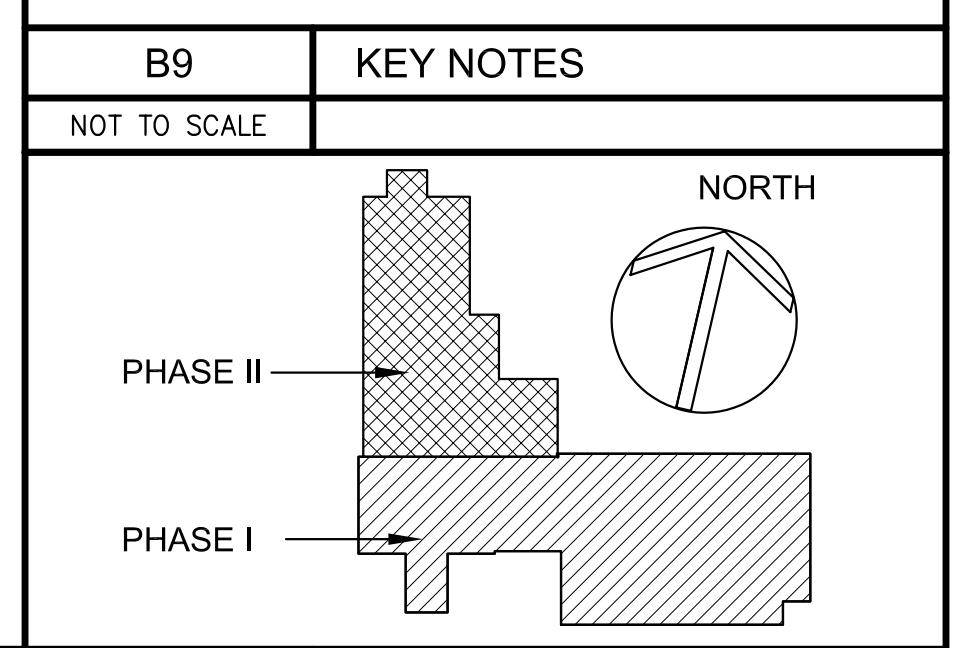 B9
KEY NOTES
NOT TO SCALE
NORTH
PHASE II
PHASE I